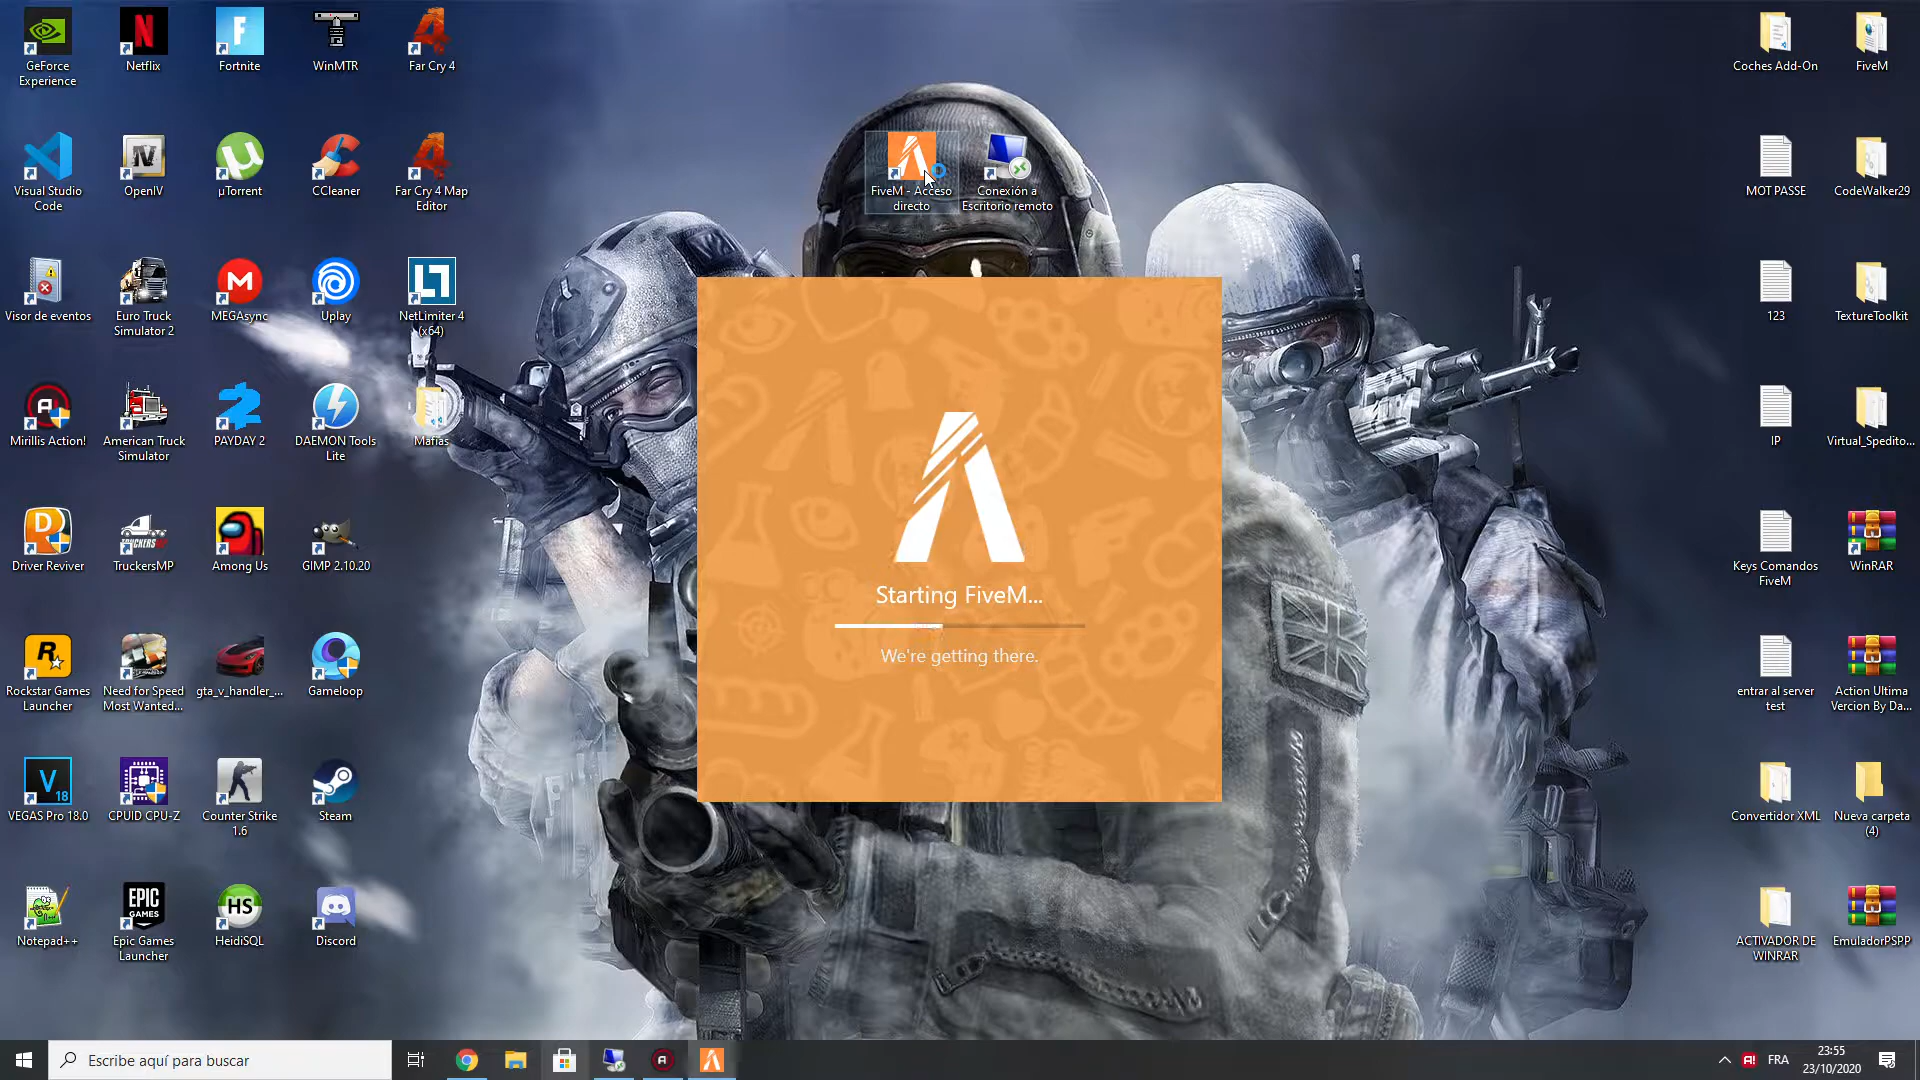 GeForce
Experience
Netflix
Fortnite
WinMTR
Far Cry 4
Visual Studio
Code
OpenIV
µTorrent
CCleaner
Far Cry 4 Map
Editor
Visor de eventos
Euro Truck
Simulator 2
MEGAsync
Uplay
NetLimiter 4
(x64)
Mirillis Action!
American Truck
Simulator
PAYDAY 2
DAEMON Tools
Lite
Mafias
Driver Reviver
TRUCKERSMP
TruckersMP
Among Us
GIMP 2.10.20
Rockstar Games
Launcher
Need for Speed
Most Wanted...
gta_v_handler_...
Gameloop
V
18
VEGAS Pro 18.0
CPUID CPU-Z
Counter Strike
1.6
Steam
Notepad++
EPIC
GAMES
Epic Games
Launcher
HS
HeidiSQL
Discord
FiveM - Acceso
directo
Conexión a
Escritorio remoto
Starting FiveM...
We're getting there.
Coches Add-On
FiveM
MOT PASSE
CodeWalker29
123
TextureToolkit
IP
Virtual_Spedito...
Keys Comandos
FiveM
WinRAR
entrar al server
test
Action Ultima
Vercion By Da...
Convertidor XML
Nueva carpeta
(4)
ACTIVADOR DE
WINRAR
EmuladorPSPP
Escribe aquí para buscar
FRA
23:55
23/10/2020